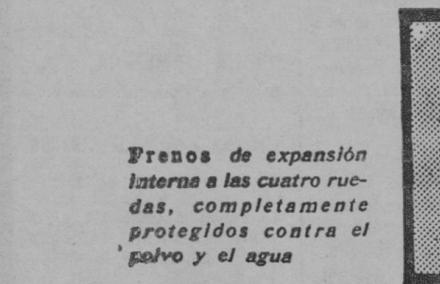 Frenos de expansión
interna a las cuatro rue-
das, completamente
protegidos contra el
polvo y el agua